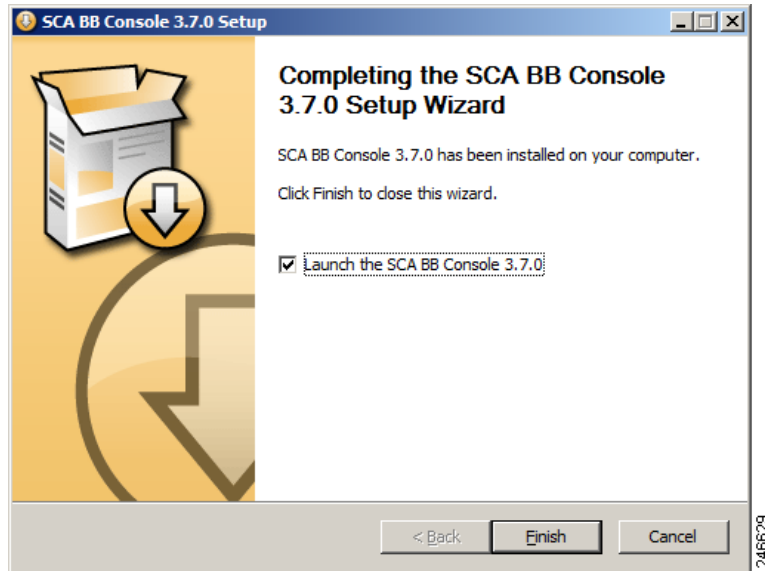 SCA BB Console 3.7.0 Setup
Completing the SCA BB Console
3.7.0 Setup Wizard
SCA BB Console 3.7.0 has been installed on your computer.
Click Finish to close this wizard.
Launch the SCA BB Console 3.7.0
< Back
Finish
Cancel
246629